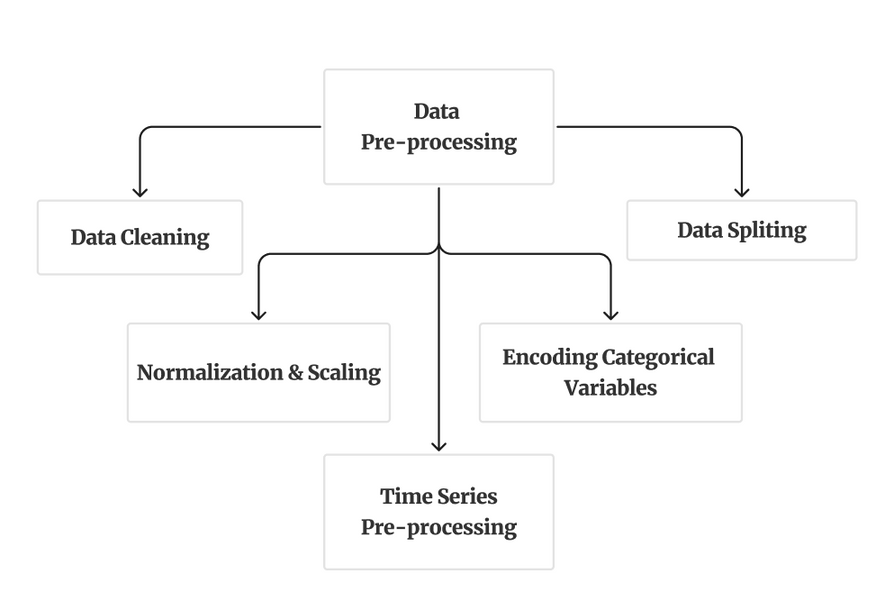 Data
Pre-processing
Data Cleaning
Data Spliting
Normalization & Scaling
Encoding Categorical
Variables
Time Series
Pre-processing